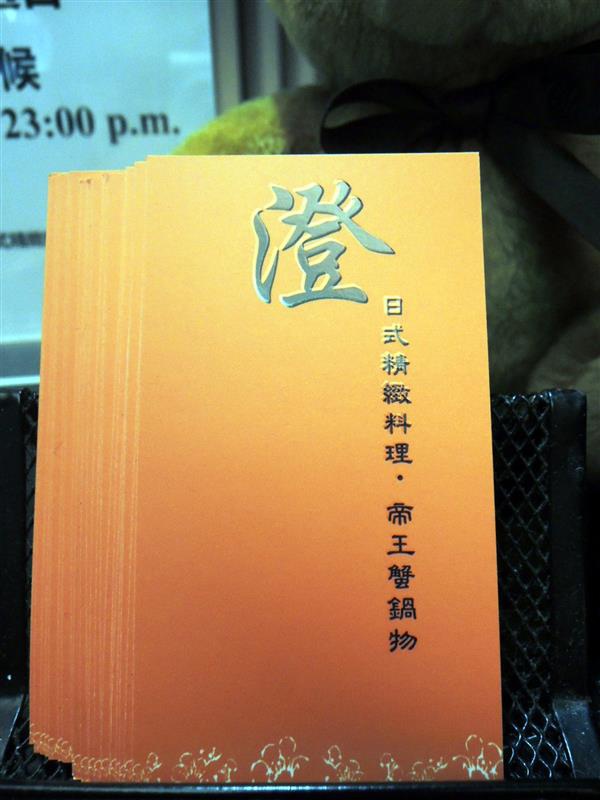 候
23:00 p.m.
澄
日式精緻料理・帝王蟹鍋物